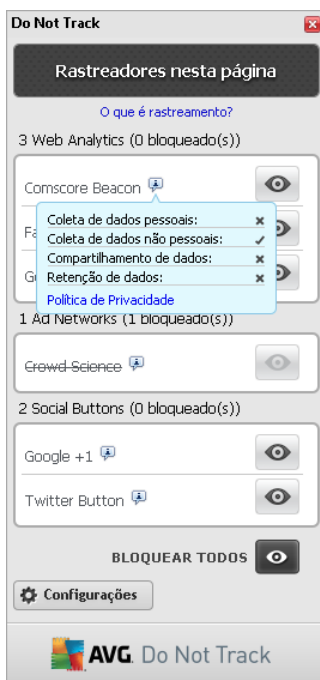 Do Not Track
Rastreadores nesta página
O que é rastreamento?
3 Web Analytics (0 bloqueado(s))
Comscore Beacon
Fa
Coleta de dados pessoais:
Coleta de dados não pessoais:
Compartilhamento de dados:
G
Retenção de dados:
Política de Privacidade
1 Ad Networks (1 bloqueado(s))
Crowd Science
2 Social Buttons (0 bloqueado(s))
Google +1
Twitter Button
BLOQUEAR TODOS
Configurações
AVG. Do Not Track